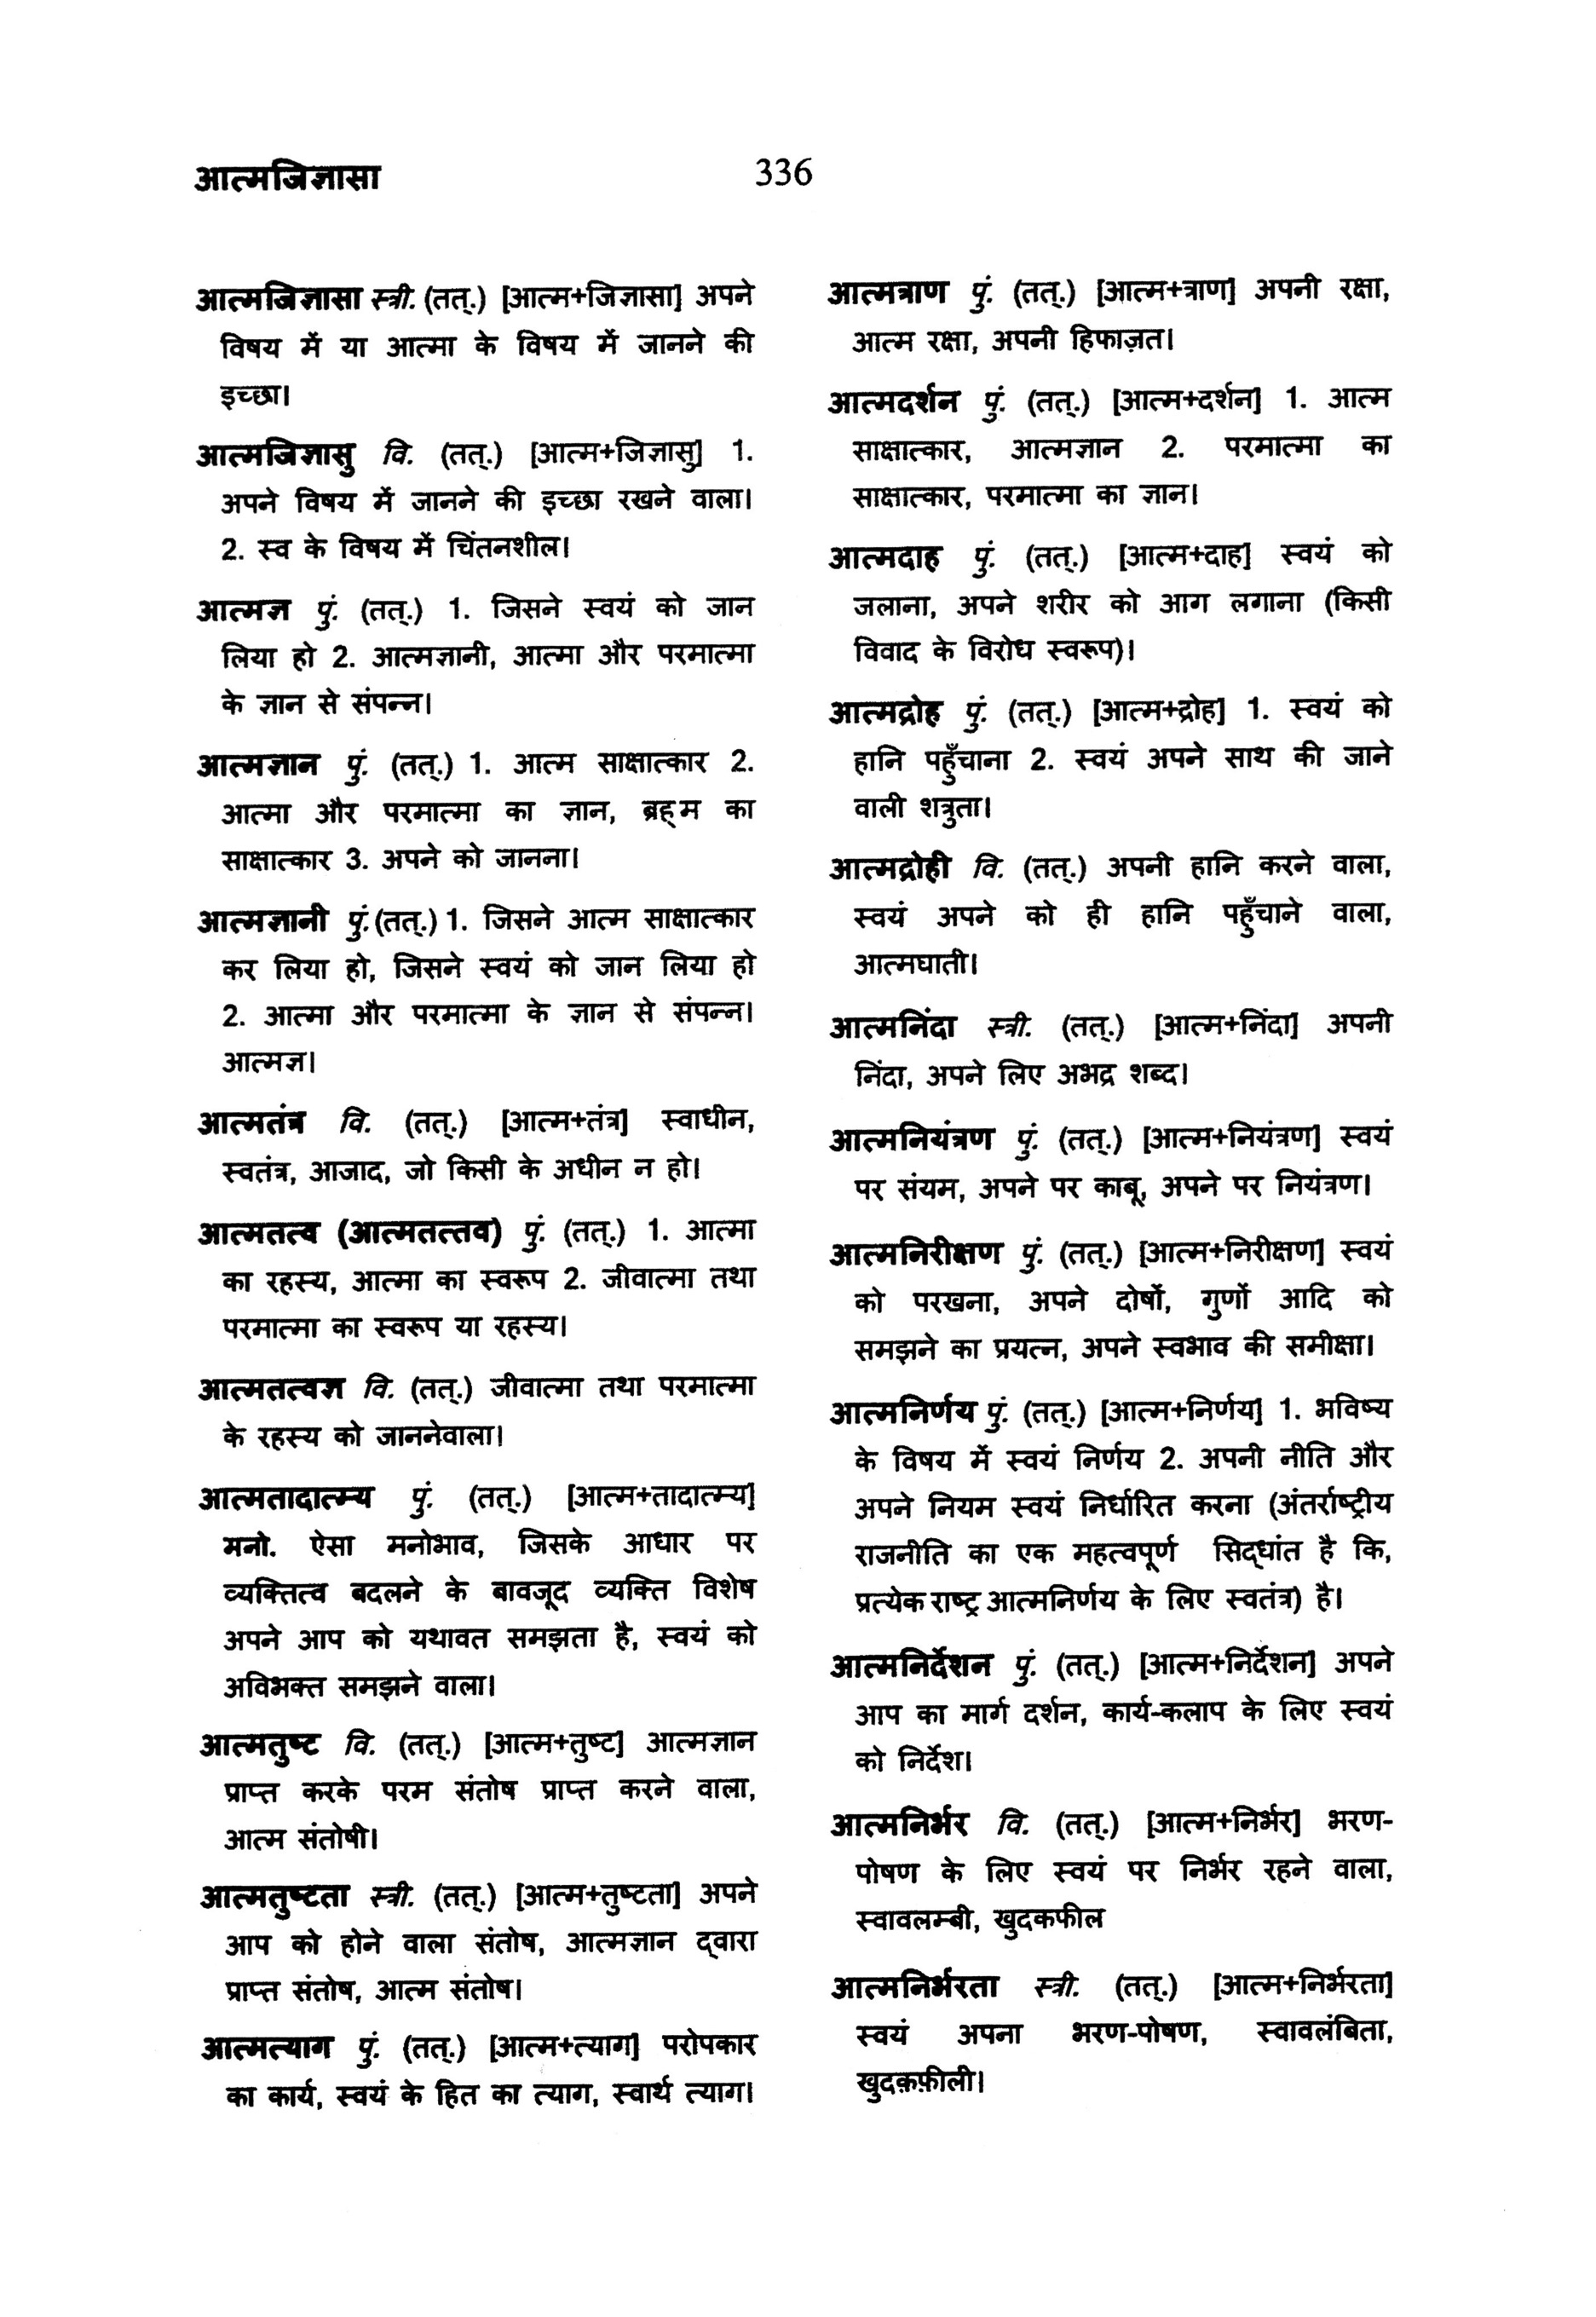 आत्मजिज्ञासा
336
आत्मजिज्ञासा स्त्री. (तत्.) [आत्म+जिज्ञासा] अपने
विषय में या आत्मा के विषय में जानने की
इच्छा।
आत्मजिज्ञासु वि. (तत्.) [आत्म+जिज्ञासु] 1.
अपने विषय में जानने की इच्छा रखने वाला।
2. स्व के विषय में चिंतनशील।
आत्मज्ञ पुं. (तत्.) 1. जिसने स्वयं को जान
लिया हो 2. आत्मज्ञानी, आत्मा और परमात्मा
के ज्ञान से संपन्न।
आत्मज्ञान पुं. (तत्.) 1. आत्म साक्षात्कार 2.
आत्मा और परमात्मा का ज्ञान, ब्रह्‌म का
साक्षात्कार 3. अपने को जानना।
आत्मज्ञानी पुं. (तत्.) 1. जिसने आत्म साक्षात्कार
कर लिया हो, जिसने स्वयं को जान लिया हो
2. आत्मा और परमात्मा के ज्ञान से संपन्न।
आत्मज्ञ।
आत्मतंत्र वि. (तत्.) [आत्म+तंत्र] स्वाधीन,
स्वतंत्र, आजाद, जो किसी के अधीन न हो।
आत्मतत्व (आत्मतत्तव) पुं. (तत्.) 1. आत्मा
का रहस्य, आत्मा का स्वरूप 2. जीवात्मा तथा
परमात्मा का स्वरूप या रहस्य।
आत्मतत्वज्ञ वि. (तत्.) जीवात्मा तथा परमात्मा
के रहस्य को जाननेवाला।
आत्मतादात्म्य पुं. (तत्.) [आत्म+तादात्म्य]
मनो. ऐसा मनोभाव, जिसके आधार पर
व्यक्तित्व बदलने के बावजूद व्यक्ति विशेष
अपने आप को यथावत समझता है, स्वयं को
अविभक्त समझने वाला।
आत्मतुष्ट वि. (तत्.) [आत्म+तुष्ट] आत्मज्ञान
प्राप्त करके परम संतोष प्राप्त करने वाला,
आत्म संतोषी।
आत्मतुष्टता स्त्री. (तत्.) [आत्म+तुष्टता] अपने
आप को होने वाला संतोष, आत्मज्ञान द्‌वारा
प्राप्त संतोष, आत्म संतोष।
आत्मत्याग पुं. (तत्.) [आत्म+त्याग] परोपकार
का कार्य, स्वयं के हित का त्याग, स्वार्थ त्याग।
आत्मत्राण पुं. (तत्.) [आत्म+त्राण] अपनी रक्षा,
आत्म रक्षा, अपनी हिफाज़त।
आत्मदर्शन पुं. (तत्.) [आत्म+दर्शन] 1. आत्म
साक्षात्कार, आत्मज्ञान 2. परमात्मा का
साक्षात्कार, परमात्मा का ज्ञान।
आत्मदाह पुं. (तत्.) [आत्म+दाह] स्वयं को
जलाना, अपने शरीर को आग लगाना (किसी
विवाद के विरोध स्वरूप)।
आत्मद्रोह पुं. (तत्.) [आत्म+द्रोह] 1. स्वयं को
हानि पहुँचाना 2. स्वयं अपने साथ की जाने
वाली शत्रुता।
आत्मद्रोही वि. (तत्.) अपनी हानि करने वाला,
स्वयं अपने को ही हानि पहुँचाने वाला,
आत्मघाती।
आत्मनिंदा स्त्री. (तत्.) [आत्म+निंदा] अपनी
निंदा, अपने लिए अभद्र शब्द।
आत्मनियंत्रण पुं. (तत्.) [आत्म+नियंत्रण] स्वयं
पर संयम, अपने पर काबू, अपने पर नियंत्रण।
आत्मनिरीक्षण पुं. (तत्.) [आत्म+निरीक्षण] स्वयं
को परखना, अपने दोषों, गुणों आदि को
समझने का प्रयत्न, अपने स्वभाव की समीक्षा।
आत्मनिर्णय पुं. (तत्.) [आत्म+निर्णय] 1. भविष्य
के विषय में स्वयं निर्णय 2. अपनी नीति और
अपने नियम स्वयं निर्धारित करना (अंतर्राष्ट्रीय
राजनीति का एक महत्वपूर्ण सिद्‌धांत है कि,
प्रत्येक राष्ट्र आत्मनिर्णय के लिए स्वतंत्र) है।
आत्मनिर्देशन पुं. (तत्.) [आत्म+निर्देशन] अपने
आप का मार्ग दर्शन, कार्य-कलाप के लिए स्वयं
को निर्देश।
आत्मनिर्भर वि. (तत्.) [आत्म+निर्भर] भरण-
पोषण के लिए स्वयं पर निर्भर रहने वाला,
स्वावलम्बी, खुदकफील
आत्मनिर्भरता स्त्री. (तत्.) [आत्म+निर्भरता]
स्वयं अपना भरण-पोषण, स्वावलंबिता,
खुदक़फ़ीली।